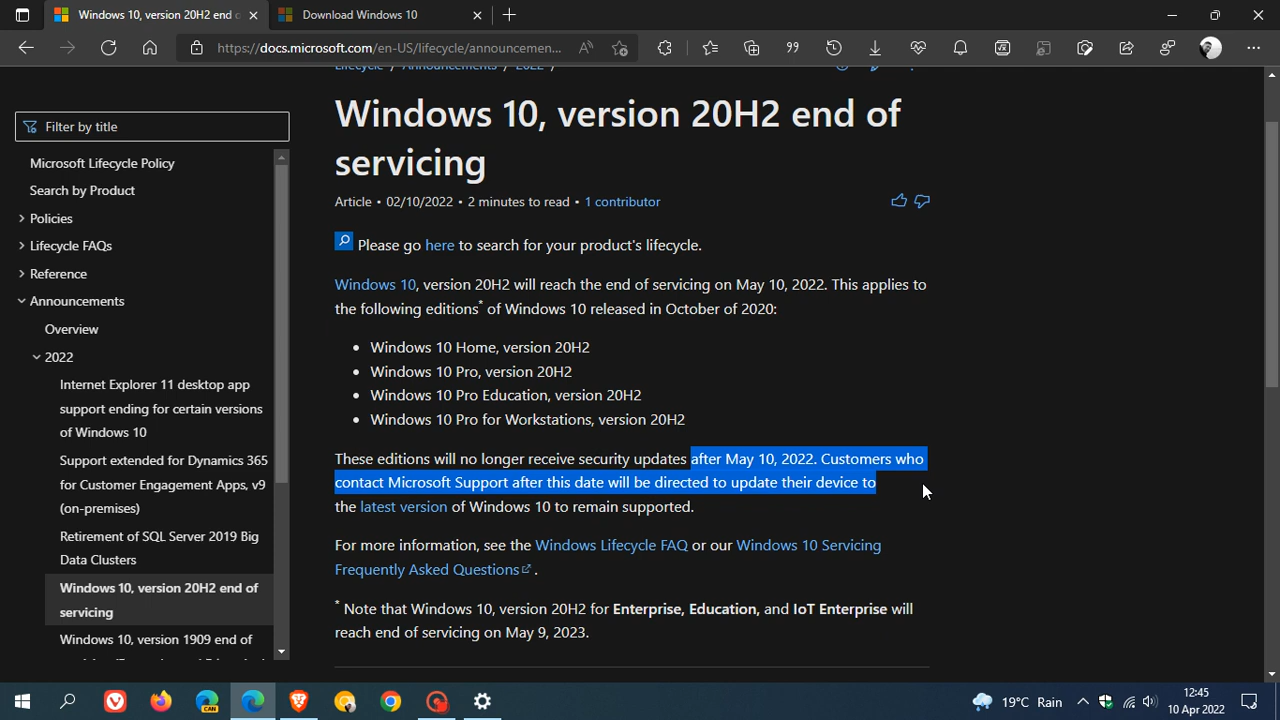 Windows 10, version 20H2 end o
Download Windows 10
https://docs.microsoft.com/en-US/lifecycle/announcemen...
Lifecycle / Announcements / 2022 /
Filter by title
Microsoft Lifecycle Policy
Search by Product
Policies
Lifecycle FAQs
Reference
Announcements
Overview
2022
Internet Explorer 11 desktop app
support ending for certain versions
of Windows 10
Support extended for Dynamics 365
for Customer Engagement Apps, v9
(on-premises)
Retirement of SQL Server 2019 Big
Data Clusters
Windows 10, version 20H2 end of
servicing
Windows 10, version 1909 end of
Windows 10, version 20H2 end of
servicing
Article • 02/10/2022 • 2 minutes to read • 1 contributor
Please go here to search for your product's lifecycle.
Windows 10, version 20H2 will reach the end of servicing on May 10, 2022. This applies to
the following editions* of Windows 10 released in October of 2020:
• Windows 10 Home, version 20H2
• Windows 10 Pro, version 20H2
• Windows 10 Pro Education, version 20H2
• Windows 10 Pro for Workstations, version 20H2
These editions will no longer receive security updates after May 10, 2022. Customers who
contact Microsoft Support after this date will be directed to update their device to
the latest version of Windows 10 to remain supported.
For more information, see the Windows Lifecycle FAQ or our Windows 10 Servicing
Frequently Asked Questions .
* Note that Windows 10, version 20H2 for Enterprise, Education, and IoT Enterprise will
reach end of servicing on May 9, 2023.
CAN
19°C Rain
12:45
10 Apr 2022